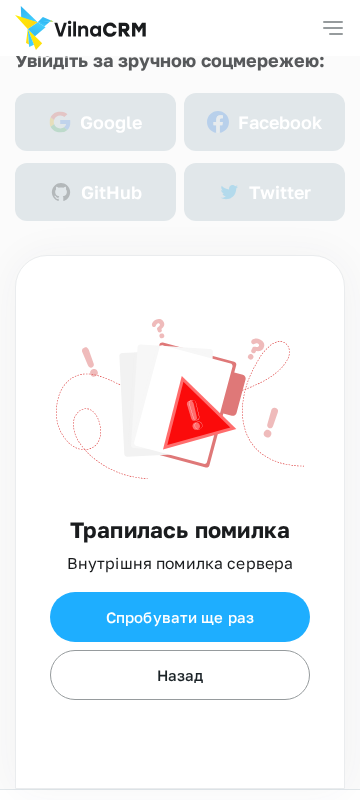 VilnaCRM
Увійдіть за зручною соцмережею:
Google
Facebook
GitHub
Twitter
Трапилась помилка
Внутрішня помилка сервера
Спробувати ще раз
Назад